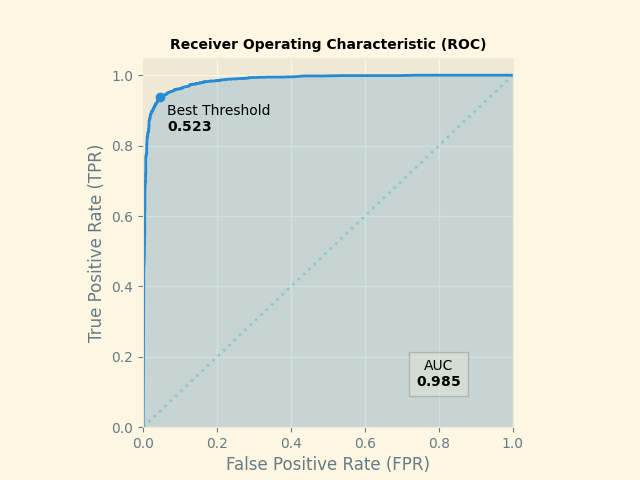 Receiver Operating Characteristic (ROC)
True Positive Rate (TPR)
1.0
0.8
0.6
0.4
0.2
0.0
Best Threshold
0.523
AUC
0.985
0.0 0.2 0.4 0.6 0.8 1.0
False Positive Rate (FPR)